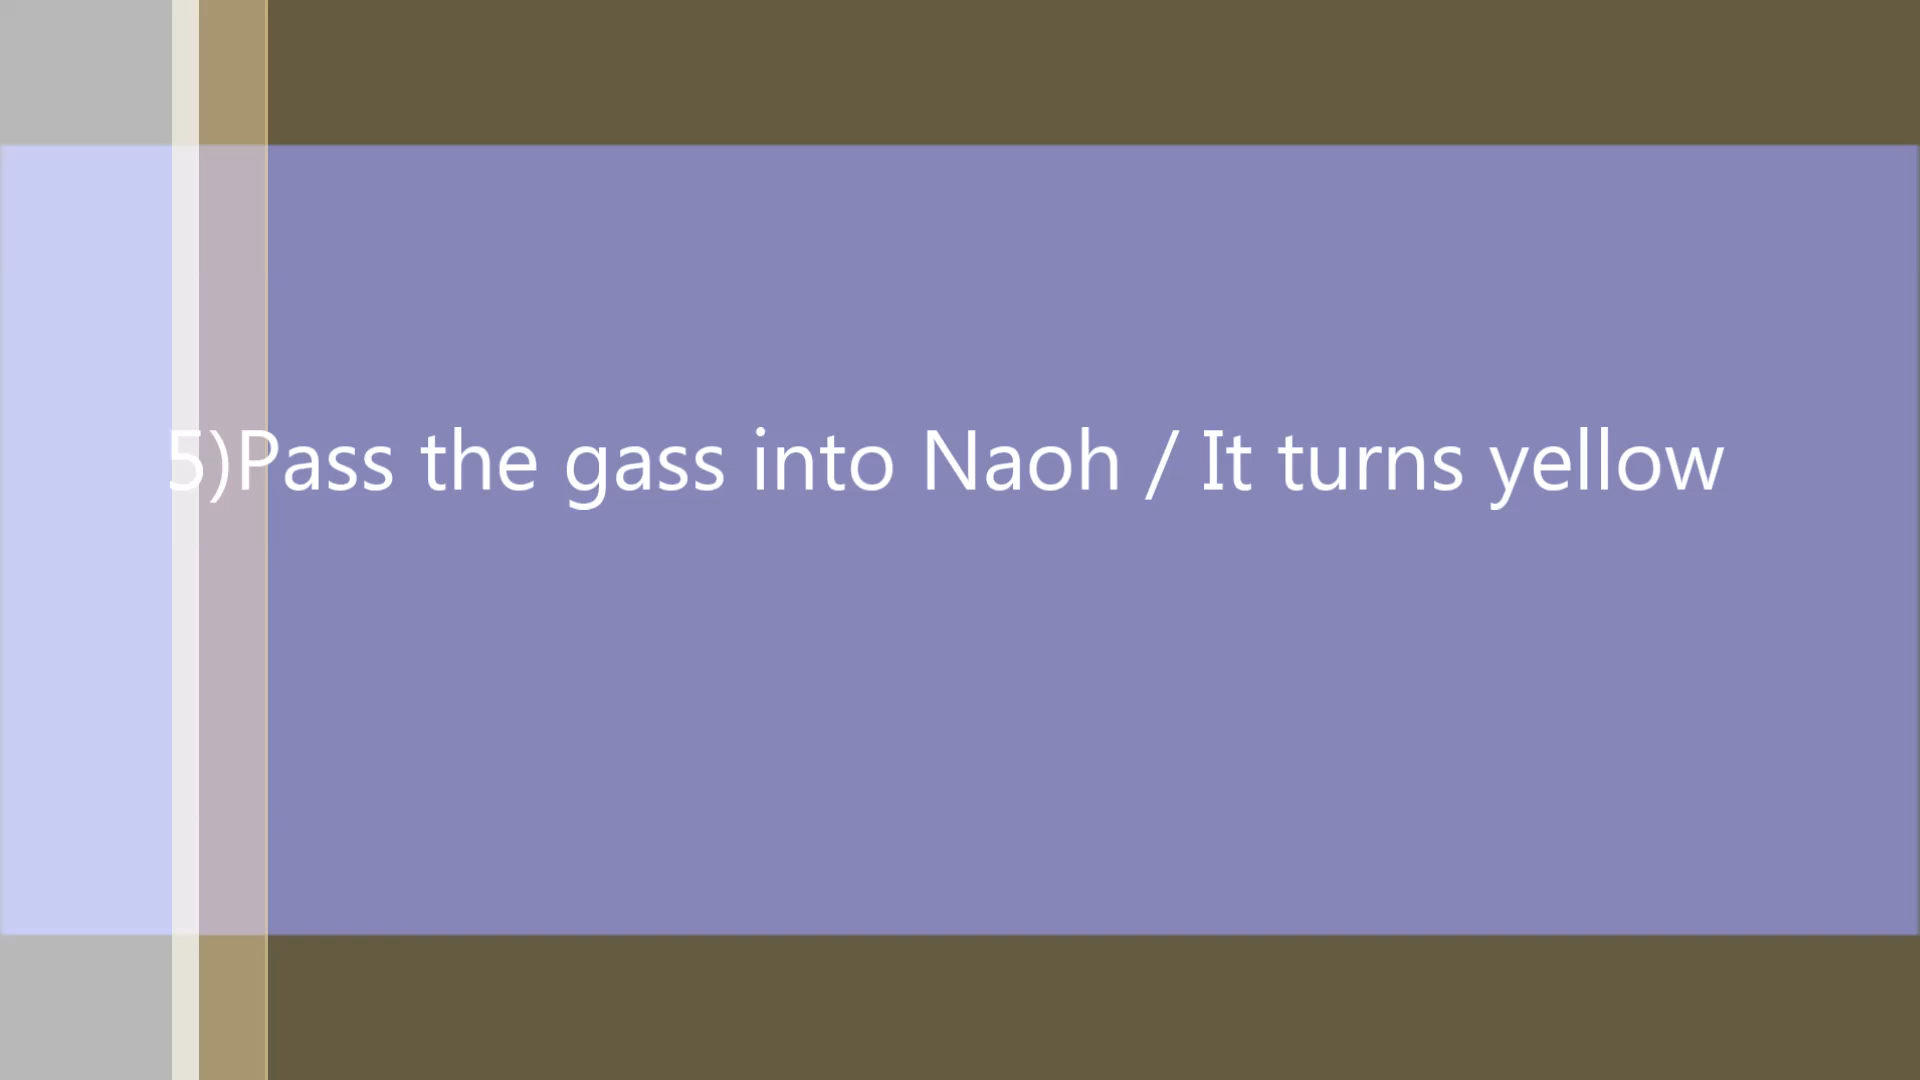 5)Pass the gass into Naoh / It turns yellow